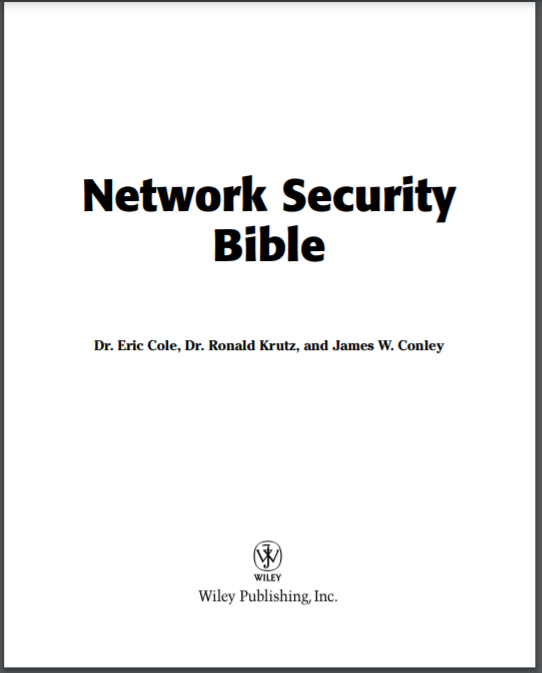 Network Security
Bible
Dr. Eric Cole, Dr. Ronald Krutz, and James W. Conley
WILEY
Wiley Publishing, Inc.